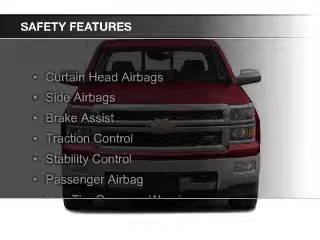 SAFETY FEATURES
• Curtain Head Airbags
• Side Airbags
• Brake Assist
• Traction Control
• Stability Control
• Passenger Airbag